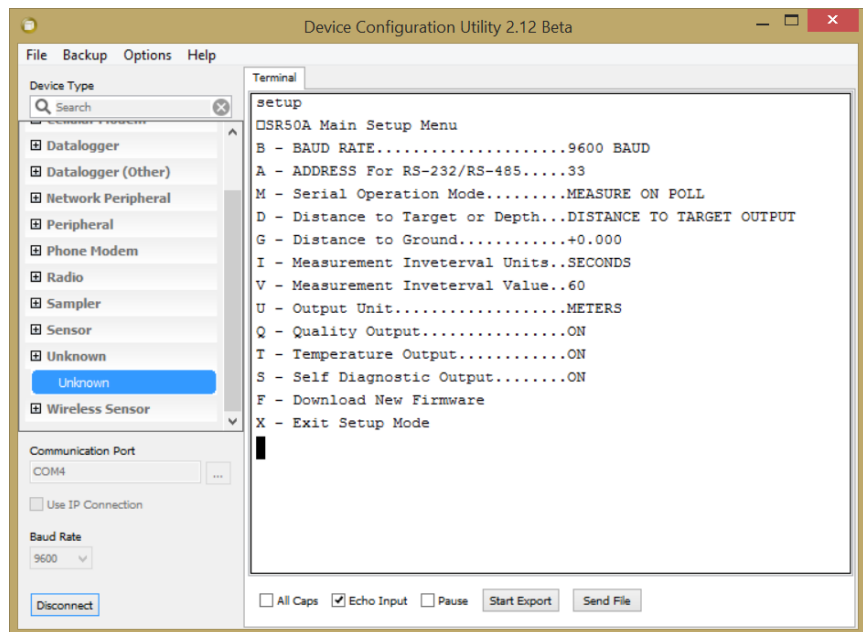 Device Configuration Utility 2.12 Beta
File Backup Options Help
Device Type
Search
Datalogger
Datalogger (Other)
Network Peripheral
Peripheral
Phone Modem
Radio
Sampler
Sensor
Unknown
Unknown
Wireless Sensor
Communication Port
COM4
...
Use IP Connection
Baud Rate
9600
Disconnect
Terminal
setup
□SR50A Main Setup Menu
B - BAUD RATE.....................9600 BAUD
A - ADDRESS For RS-232/RS-485.....33
M - Serial Operation Mode.........MEASURE ON POLL
D - Distance to Target or Depth...DISTANCE TO TARGET OUTPUT
G - Distance to Ground............+0.000
I - Measurement Inveterval Units..SECONDS
V - Measurement Inveterval Value..60
U - Output Unit...................METERS
Q - Quality Output................ON
T - Temperature Output............ON
S - Self Diagnostic Output........ON
F - Download New Firmware
X - Exit Setup Mode
All Caps Echo Input Pause Start Export Send File